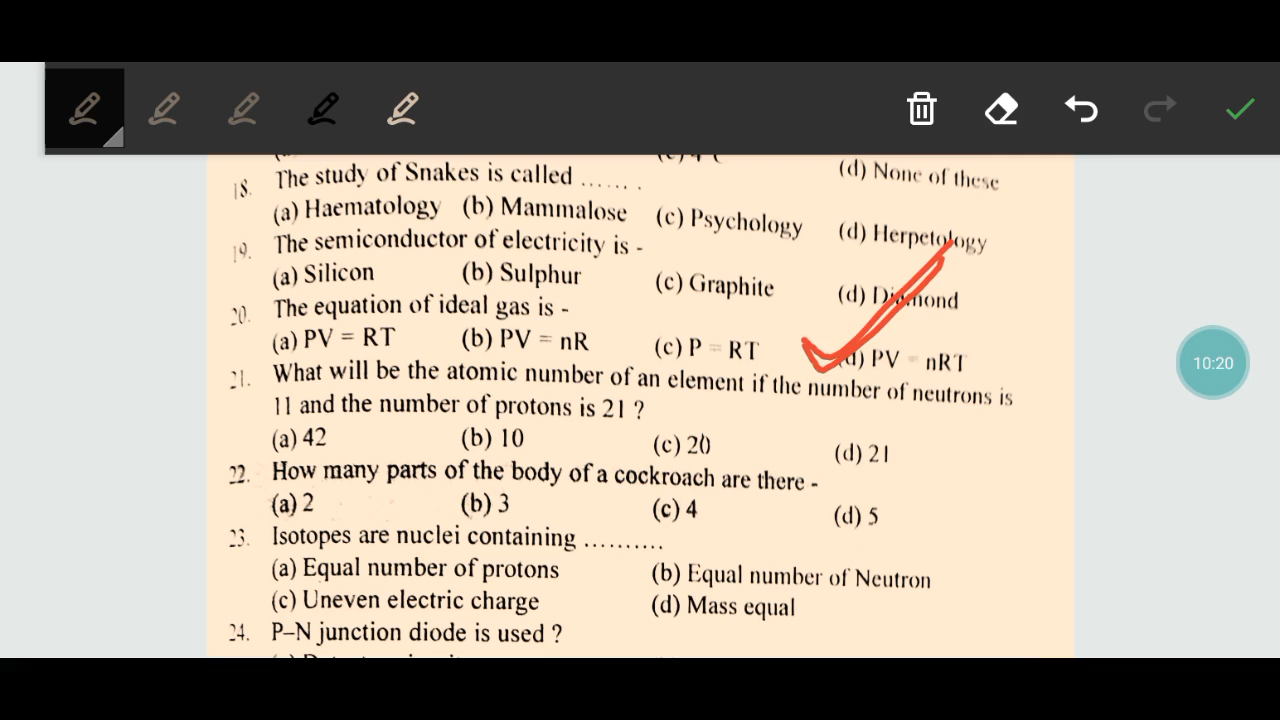 (d) None of these
18. The study of Snakes is called .......
(a) Haematology (b) Mammalose (c) Psychology (d) Herpetology
19. The semiconductor of electricity is -
(a) Silicon (b) Sulphur (c) Graphite (d) Diamond
20. The equation of ideal gas is -
(a) PV = RT (b) PV = nR (c) P = RT (d) PV = nRT
21. What will be the atomic number of an element if the number of neutrons is
11 and the number of protons is 21 ?
(a) 42 (b) 10 (c) 20 (d) 21
22. How many parts of the body of a cockroach are there -
(a) 2 (b) 3 (c) 4 (d) 5
23. Isotopes are nuclei containing ..........
(a) Equal number of protons (b) Equal number of Neutron
(c) Uneven electric charge (d) Mass equal
24. P–N junction diode is used ?
10:20